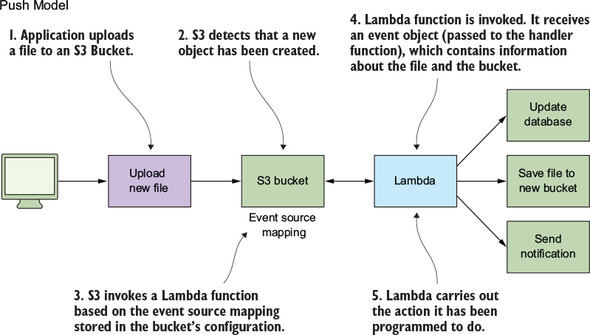 Push Model
1. Application uploads
a file to an S3 Bucket.
2. S3 detects that a new
object has been created.
4. Lambda function is invoked. It receives
an event object (passed to the handler
function), which contains information
about the file and the bucket.
Upload
new file
S3 bucket
Event source
mapping
Lambda
Update
database
Save file to
new bucket
Send
notification
3. S3 invokes a Lambda function
based on the event source mapping
stored in the bucket's configuration.
5. Lambda carries out
the action it has been
programmed to do.